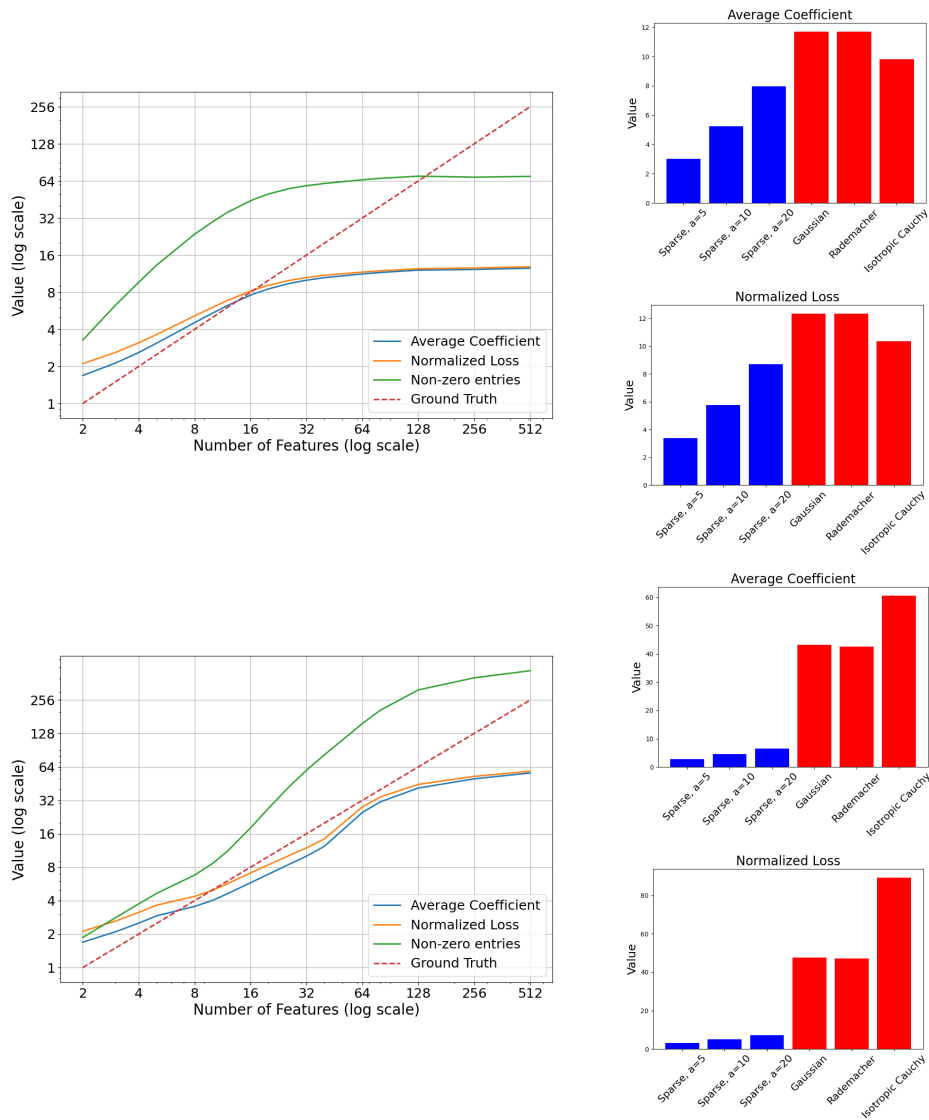 Value (log scale)
256
128
64
32
16
8
4
2
1
Average Coefficient
Normalized Loss
Non-zero entries
Ground Truth
2 4 8 16 32 64 128 256 512
Number of Features (log scale)
Average Coefficient
Value
12
10
8
6
4
2
0
Sparse, a=5
Sparse, a=10
Sparse, a=20
Gaussian
Rademacher
Isotropic Cauchy
Normalized Loss
Value
12
10
8
6
4
2
0
Sparse, a=5
Sparse, a=10
Sparse, a=20
Gaussian
Rademacher
Isotropic Cauchy
Value (log scale)
256
128
64
32
16
8
4
2
1
Average Coefficient
Normalized Loss
Non-zero entries
Ground Truth
2 4 8 16 32 64 128 256 512
Number of Features (log scale)
Average Coefficient
Value
60
50
40
30
20
10
0
Sparse, a=5
Sparse, a=10
Sparse, a=20
Gaussian
Rademacher
Isotropic Cauchy
Normalized Loss
Value
80
60
40
20
0
Sparse, a=5
Sparse, a=10
Sparse, a=20
Gaussian
Rademacher
Isotropic Cauchy